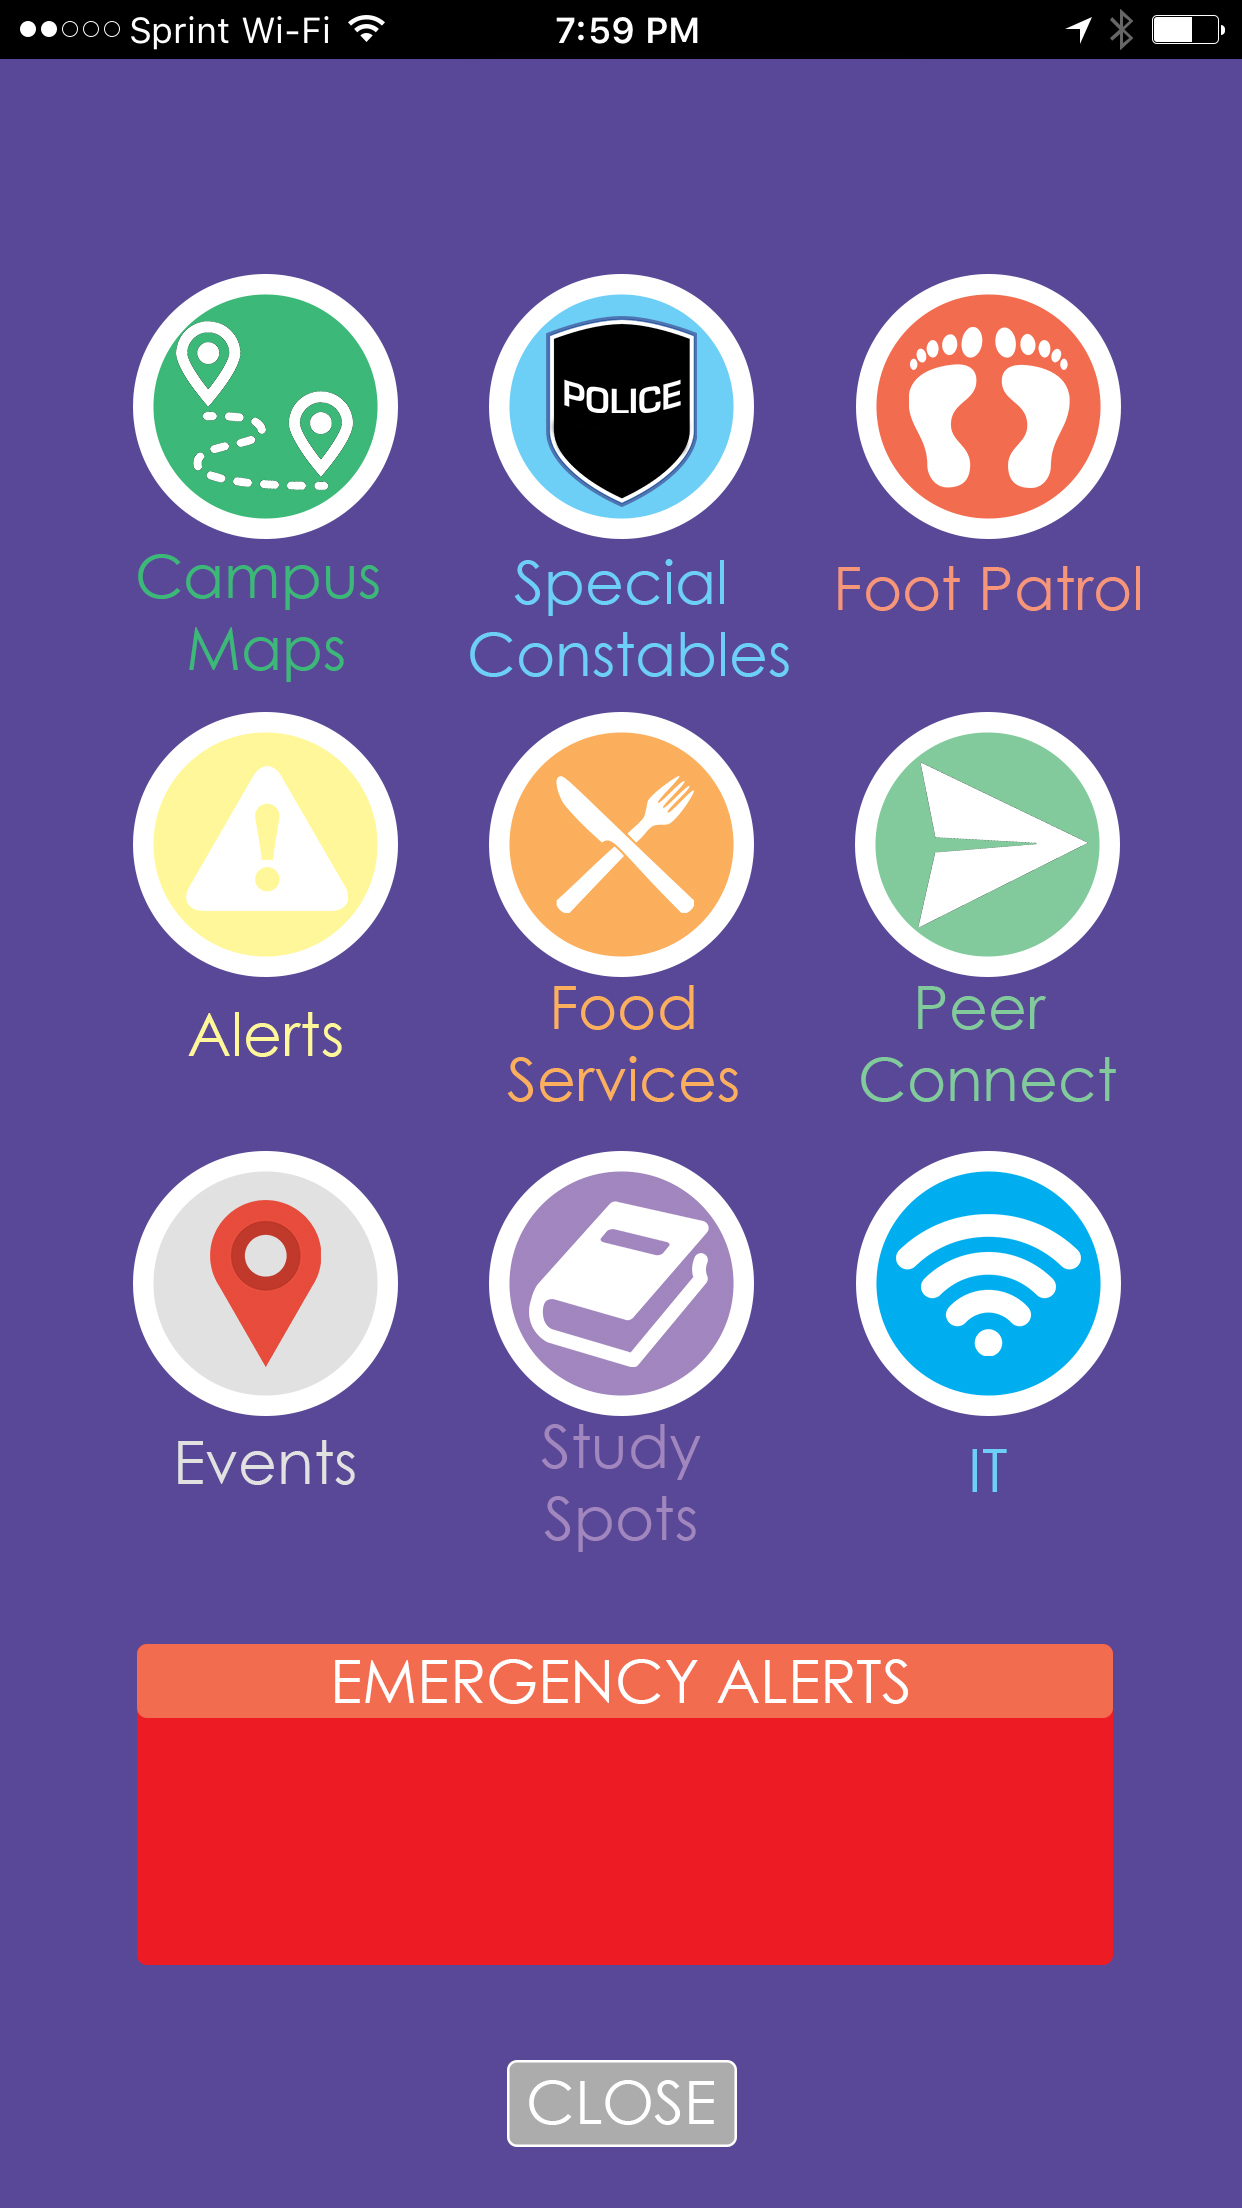 Sprint Wi-Fi 7:59 PM
POLICE
Campus
Maps
Special
Constables
Foot Patrol
Alerts
Food
Services
Peer
Connect
Events
Study
Spots
IT
EMERGENCY ALERTS
CLOSE